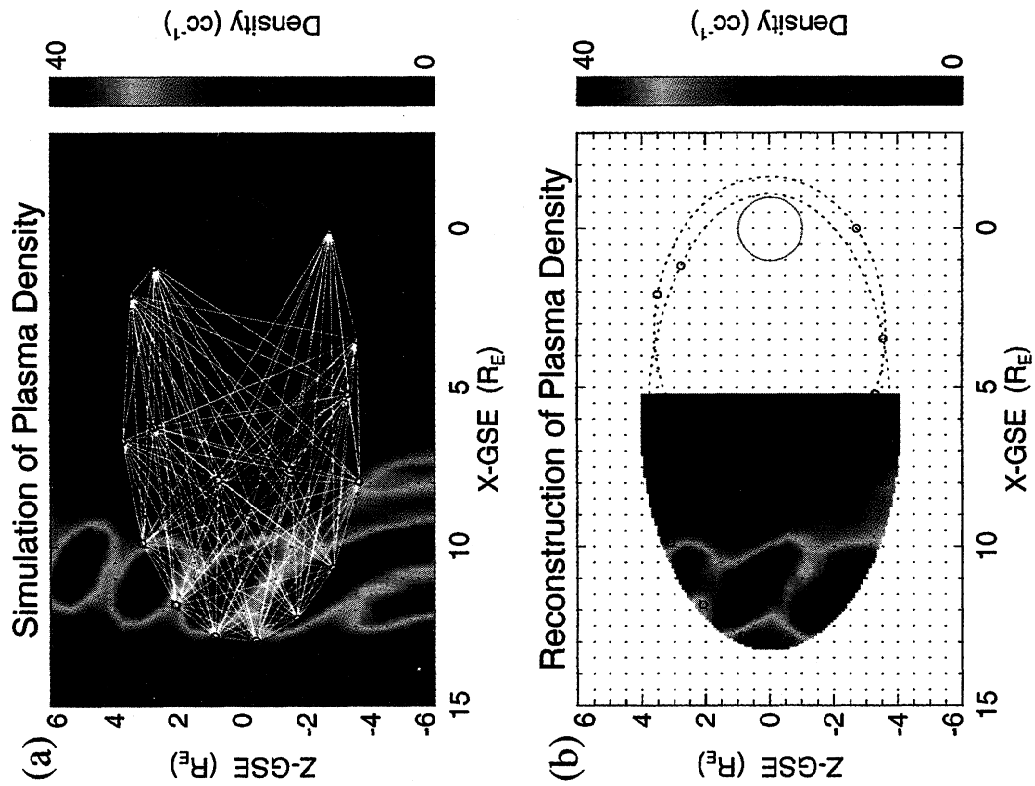 (a)
Simulation of Plasma Density
Z-GSE (R_E)
6
4
2
0
-2
-4
-6
15
10
5
0
X-GSE (R_E)
40
0
Density (cc⁻¹)
(b)
Reconstruction of Plasma Density
Z-GSE (R_E)
6
4
2
0
-2
-4
-6
15
10
5
0
X-GSE (R_E)
40
0
Density (cc⁻¹)